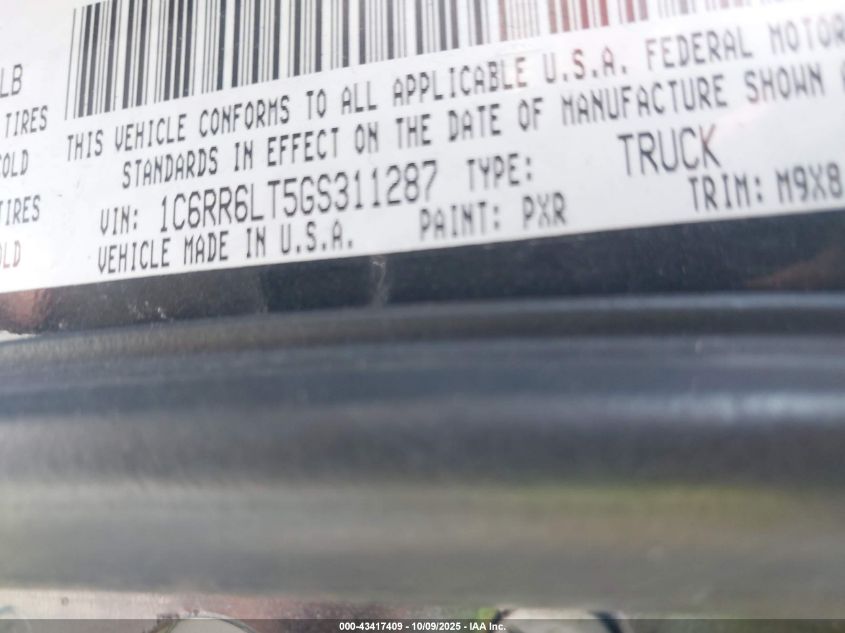 LB
TIRES
COLD
TIRES
OLD
THIS VEHICLE CONFORMS TO ALL APPLICABLE U.S.A. FEDERAL MOTOR
STANDARDS IN EFFECT ON THE DATE OF MANUFACTURE SHOWN
VIN: 1C6RR6LT5GS311287 TYPE: TRUCK
VEHICLE MADE IN U.S.A. PAINT: PXR TRIM: M9X8
000-43417409 - 10/09/2025 - IAA Inc.